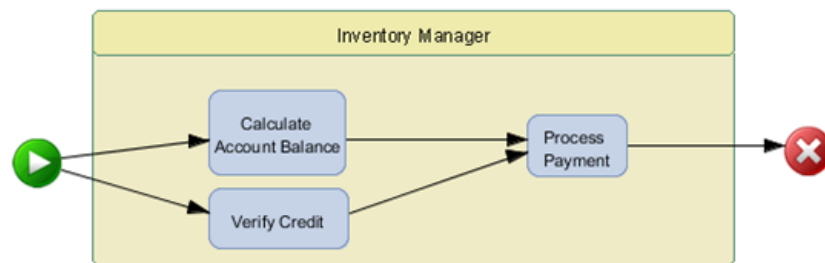 Inventory Manager
Calculate
Account Balance
Process
Payment
Verify Credit